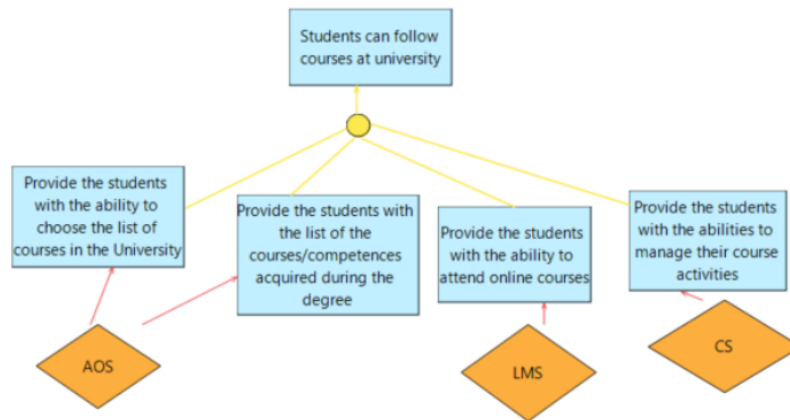 Students can follow
courses at university
Provide the students
with the ability to
choose the list of
courses in the University
Provide the students with
the list of the
courses/competences
acquired during the
degree
Provide the students
with the ability to
attend online courses
Provide the students
with the abilities to
manage their course
activities
AOS
LMS
CS